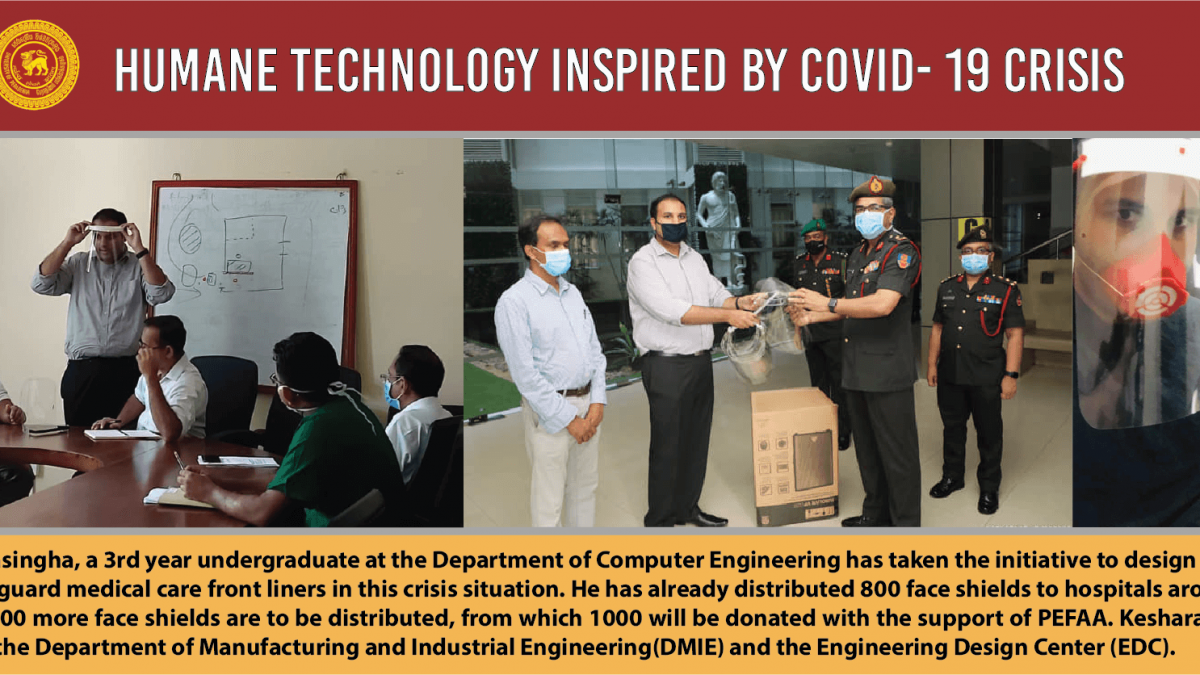 HUMANE TECHNOLOGY INSPIRED BY COVID- 19 CRISIS
singha, a 3rd year undergraduate at the Department of Computer Engineering has taken the initiative to design
guard medical care front liners in this crisis situation. He has already distributed 800 face shields to hospitals aro
00 more face shields are to be distributed, from which 1000 will be donated with the support of PEFAA. Keshara
the Department of Manufacturing and Industrial Engineering(DMIE) and the Engineering Design Center (EDC).